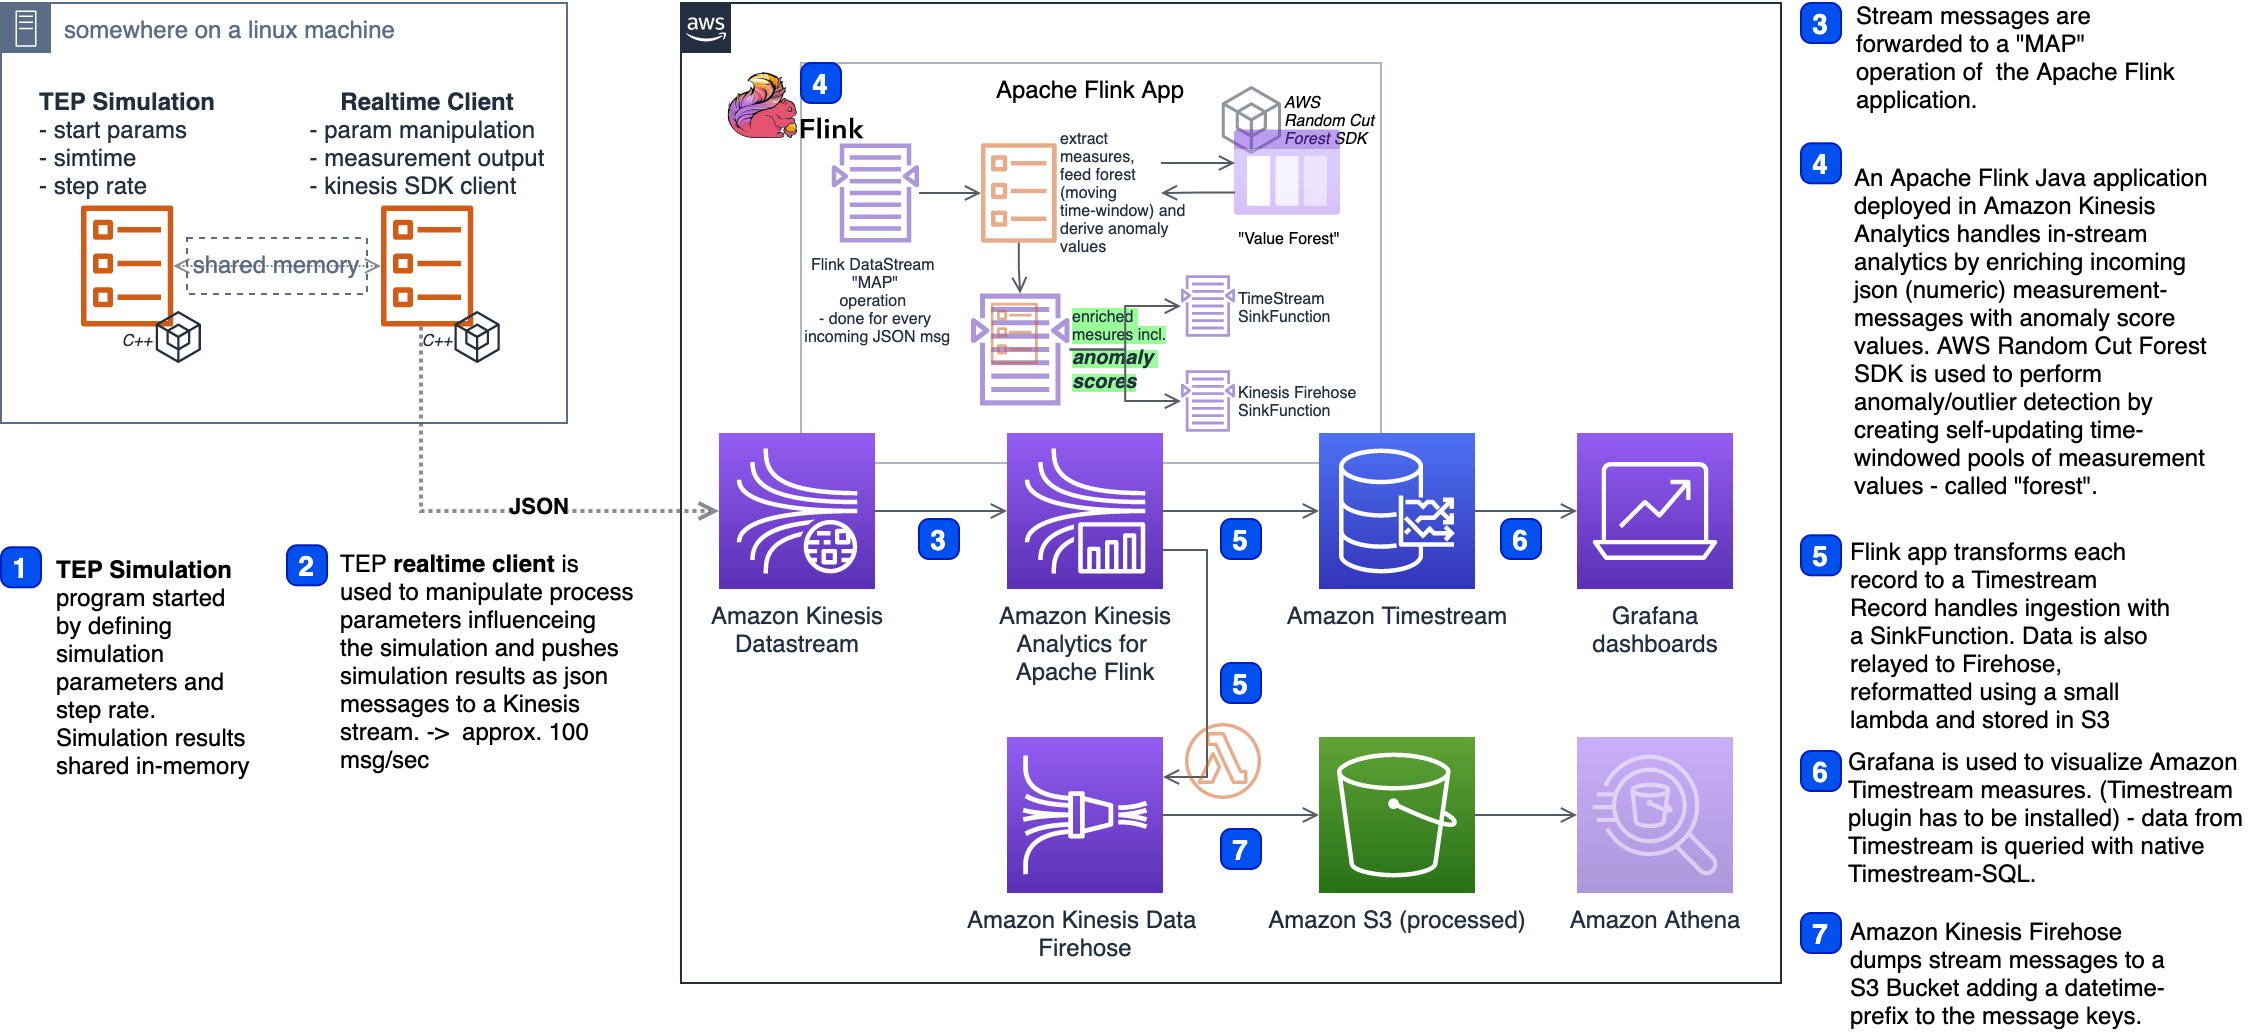 somewhere on a linux machine
TEP Simulation
- start params
- simtime
- step rate
Realtime Client
- param manipulation
- measurement output
- kinesis SDK client
shared memory
C++
C++
JSON
1
TEP Simulation
program started
by defining
simulation
parameters and
step rate.
Simulation results
shared in-memory
2
TEP realtime client is
used to manipulate process
parameters influenceing
the simulation and pushes
simulation results as json
messages to a Kinesis
stream. -> approx. 100
msg/sec
aws
4
Flink
Apache Flink App
AWS
Random Cut
Forest SDK
extract
measures,
feed forest
(moving
time-window) and
derive anomaly
values
"Value Forest"
Flink DataStream
"MAP"
operation
- done for every
incoming JSON msg
enriched
mesures incl.
anomaly
scores
TimeStream
SinkFunction
Kinesis Firehose
SinkFunction
3
5
6
Amazon Kinesis
Datastream
Amazon Kinesis
Analytics for
Apache Flink
Amazon Timestream
Grafana
dashboards
5
7
Amazon Kinesis Data
Firehose
Amazon S3 (processed)
Amazon Athena
3
Stream messages are
forwarded to a "MAP"
operation of the Apache Flink
application.
4
An Apache Flink Java application
deployed in Amazon Kinesis
Analytics handles in-stream
analytics by enriching incoming
json (numeric) measurement-
messages with anomaly score
values. AWS Random Cut Forest
SDK is used to perform
anomaly/outlier detection by
creating self-updating time-
windowed pools of measurement
values - called "forest".
5
Flink app transforms each
record to a Timestream
Record handles ingestion with
a SinkFunction. Data is also
relayed to Firehose,
reformatted using a small
lambda and stored in S3
6
Grafana is used to visualize Amazon
Timestream measures. (Timestream
plugin has to be installed) - data from
Timestream is queried with native
Timestream-SQL.
7
Amazon Kinesis Firehose
dumps stream messages to a
S3 Bucket adding a datetime-
prefix to the message keys.